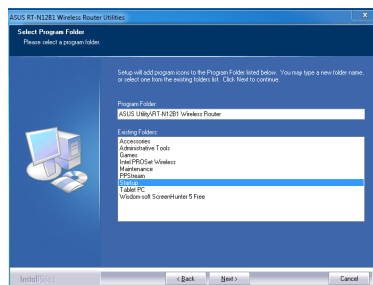 ASUS RT-N12B1 Wireless Router Utilities
Select Program Folder
Please select a program folder.
Setup will add program icons to the Program Folder listed below. You may type a new folder name,
or select one from the existing folders list. Click Next to continue.
Program Folder:
ASUS Utility\RT-N12B1 Wireless Router
Existing Folders:
Accessories
Administrative Tools
Games
Intel PROSet Wireless
Maintenance
PPStream
Startup
Tablet PC
Wisdom-soft ScreenHunter 5 Free
InstallShield
< Back
Next >
Cancel